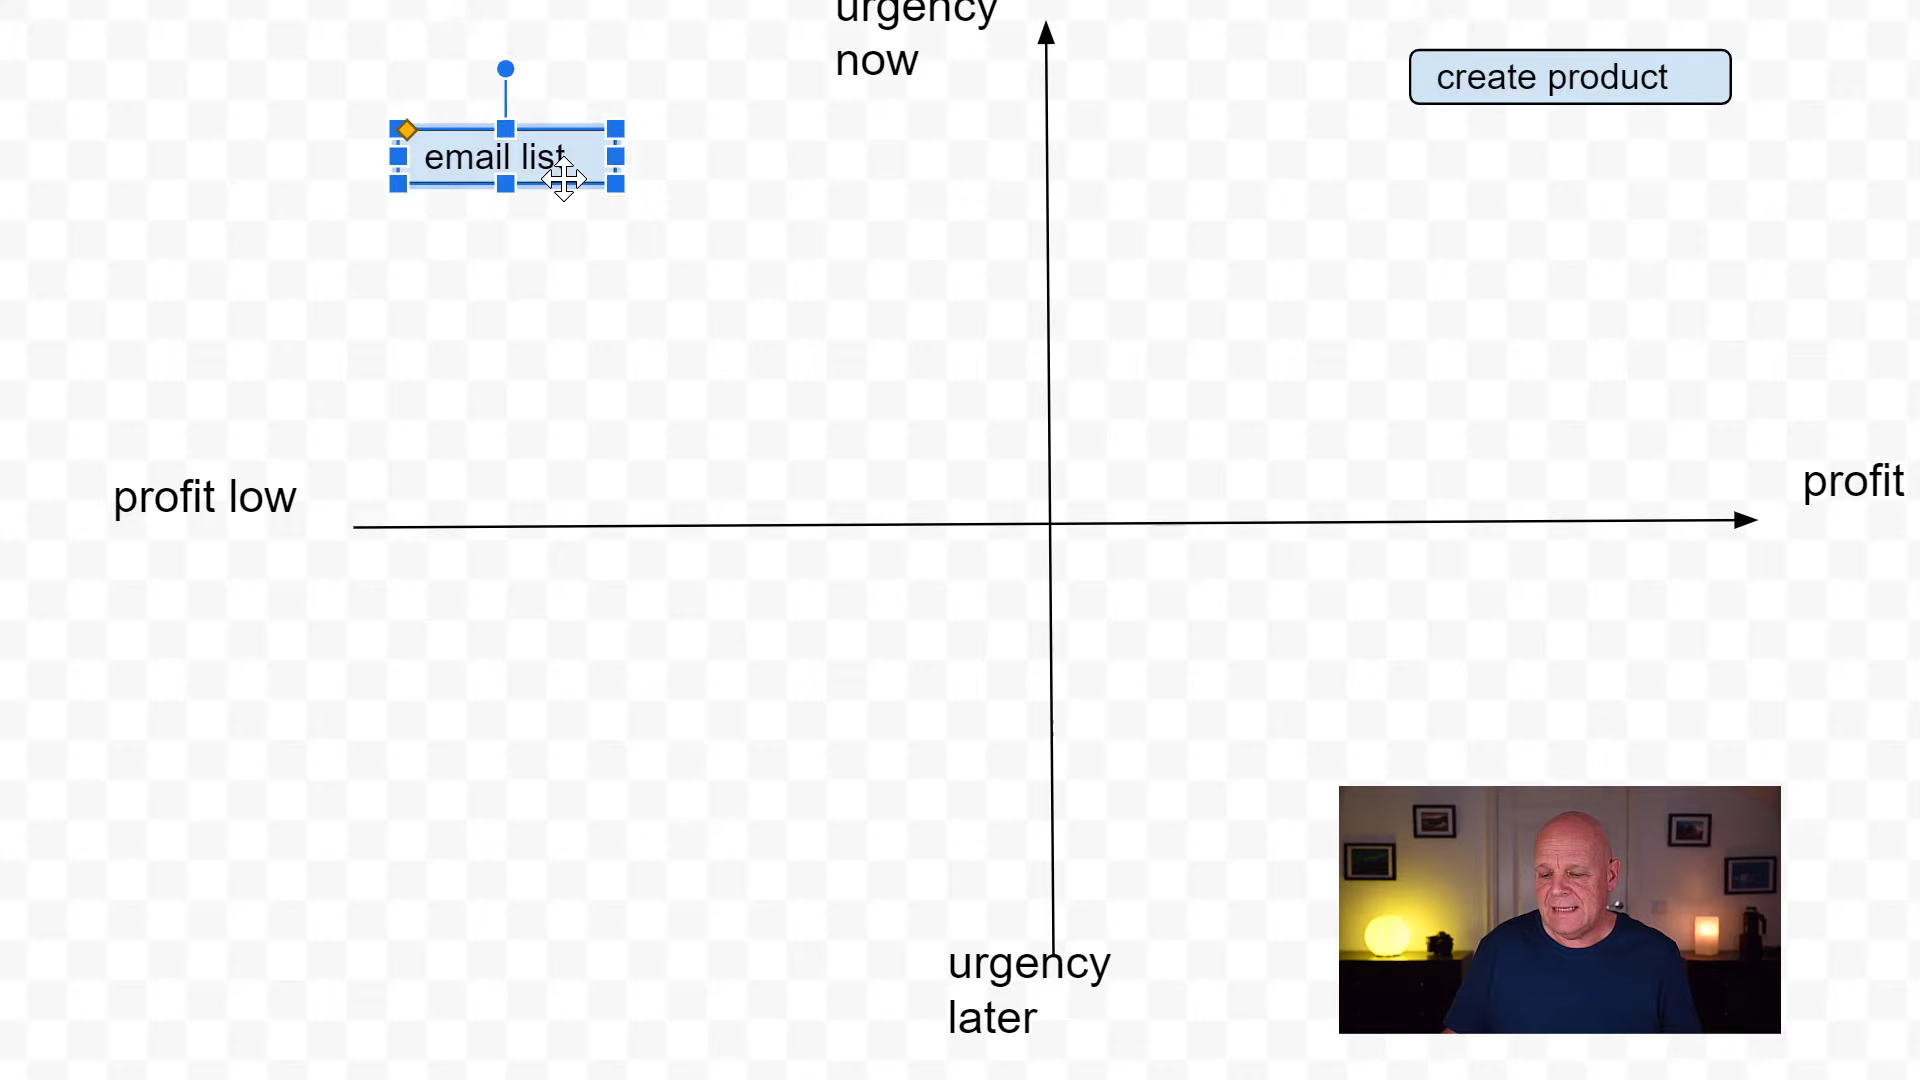 urgency
now
create product
email list
profit low
profit
urgency
later